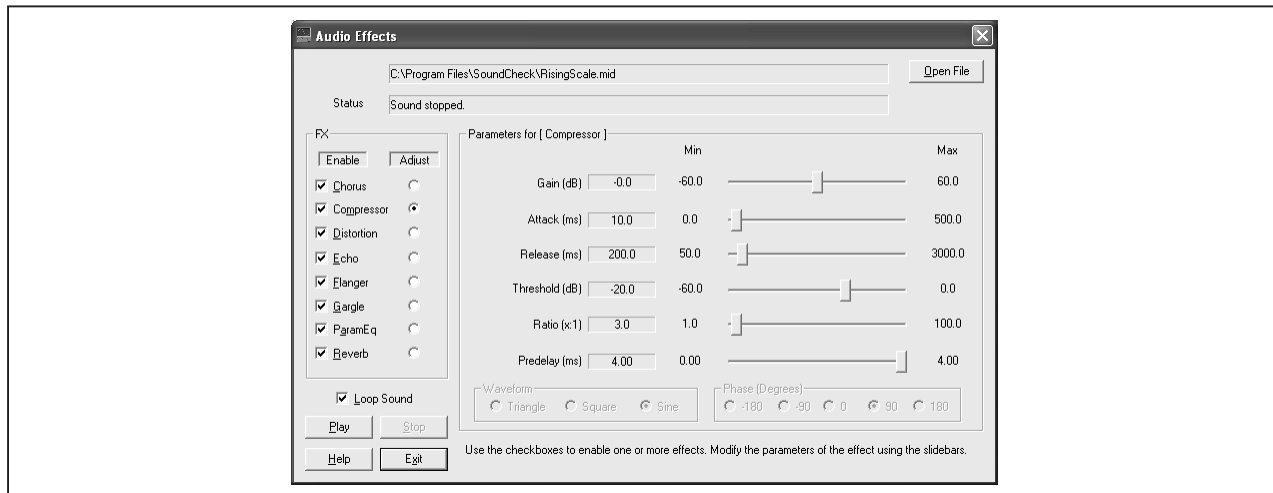 Audio Effects
C:\Program Files\SoundCheck\RisingScale.mid
Open File
Status
Sound stopped.
FX
Enable Adjust
Chorus
Compressor
Distortion
Echo
Flanger
Gargle
ParamEq
Reverb
Loop Sound
Play Stop
Help Exit
Parameters for [ Compressor ]
Min Max
Gain (dB) -0.0 -60.0 60.0
Attack (ms) 10.0 0.0 500.0
Release (ms) 200.0 50.0 3000.0
Threshold (dB) -20.0 -60.0 0.0
Ratio (x:1) 3.0 1.0 100.0
Predelay (ms) 4.00 0.00 4.00
Waveform
Triangle Square Sine
Phase (Degrees)
-180 -90 0 90 180
Use the checkboxes to enable one or more effects. Modify the parameters of the effect using the slidebars.